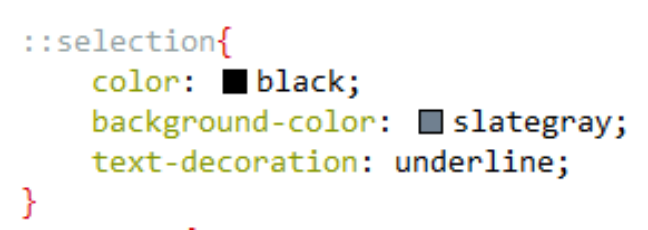 ::selection{
color: black;
background-color: slategray;
text-decoration: underline;
}